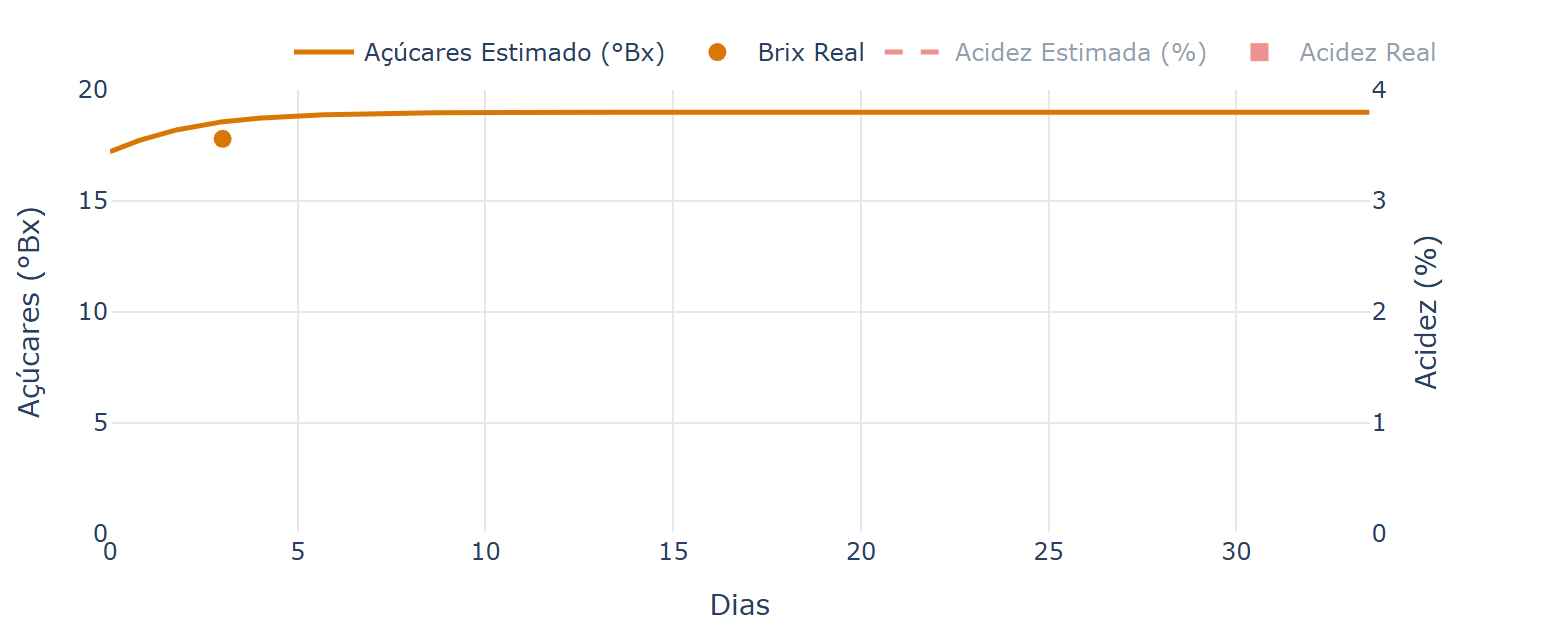 Açúcares Estimado (°Bx) Brix Real Acidez Estimada (%) Acidez Real
20 4
15 3
10 2
5 1
0 0
Açúcares (°Bx)
Acidez (%)
0 5 10 15 20 25 30
Dias